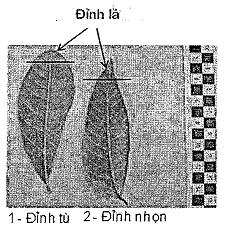 Đỉnh lá
1- Đỉnh tù 2- Đỉnh nhọn